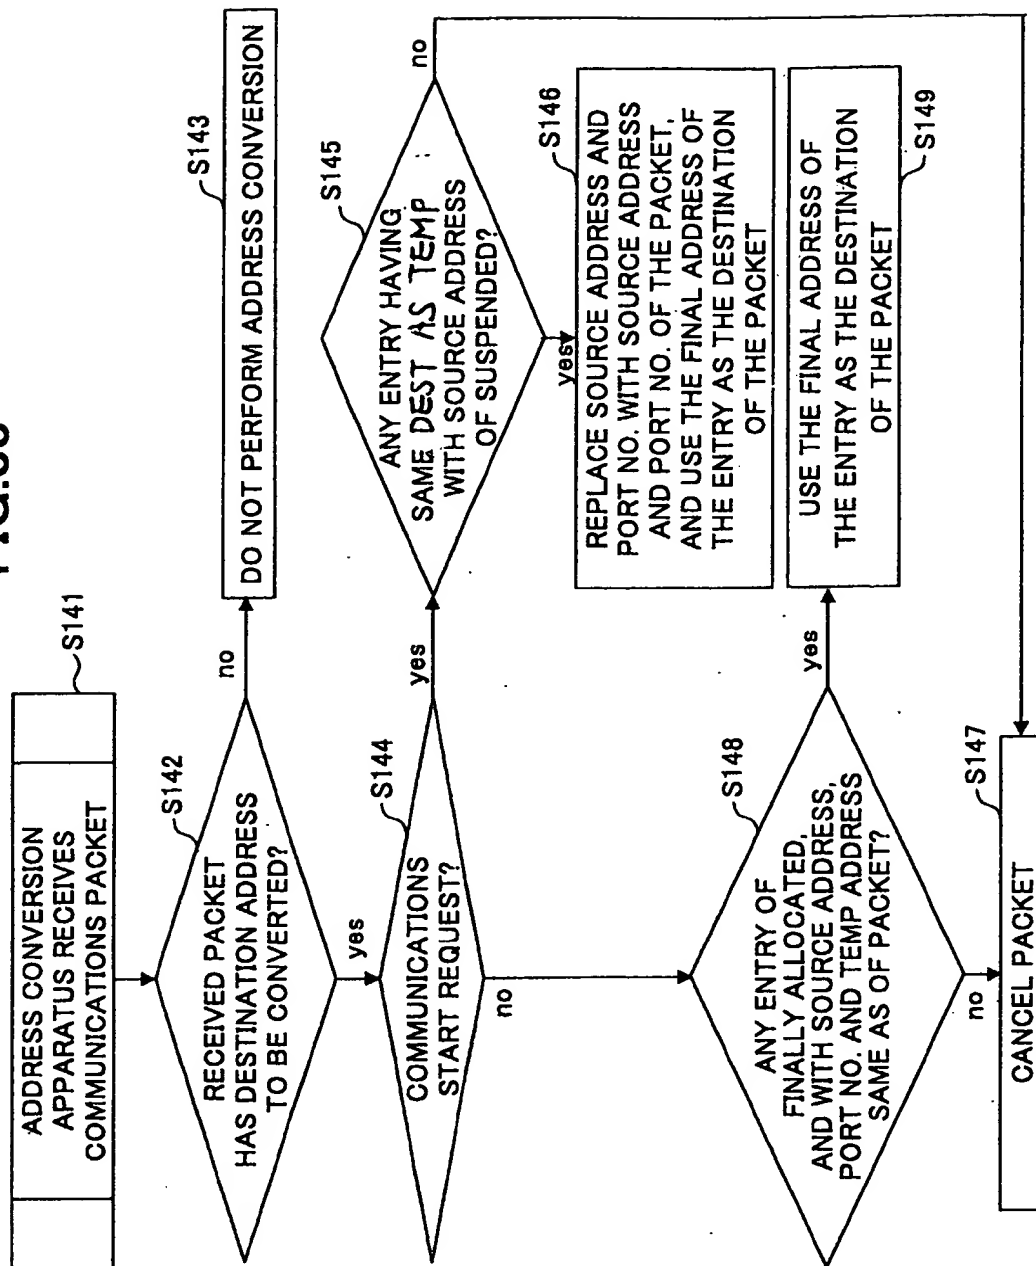 S141
ADDRESS CONVERSION
APPARATUS RECEIVES
COMMUNICATIONS PACKET
S142
RECEIVED PACKET
HAS DESTINATION ADDRESS
TO BE CONVERTED?
no
yes
S143
DO NOT PERFORM ADDRESS CONVERSION
S144
COMMUNICATIONS
START REQUEST?
yes
no
S145
ANY ENTRY HAVING
SAME DEST AS TEMP
WITH SOURCE ADDRESS
OF SUSPENDED?
no
yes
S146
REPLACE SOURCE ADDRESS AND
PORT NO. WITH SOURCE ADDRESS
AND PORT NO. OF THE PACKET,
AND USE THE FINAL ADDRESS OF
THE ENTRY AS THE DESTINATION
OF THE PACKET
S148
ANY ENTRY OF
FINALLY ALLOCATED,
AND WITH SOURCE ADDRESS,
PORT NO. AND TEMP ADDRESS
SAME AS OF PACKET?
yes
no
S149
USE THE FINAL ADDRESS OF
THE ENTRY AS THE DESTINATION
OF THE PACKET
S147
CANCEL PACKET